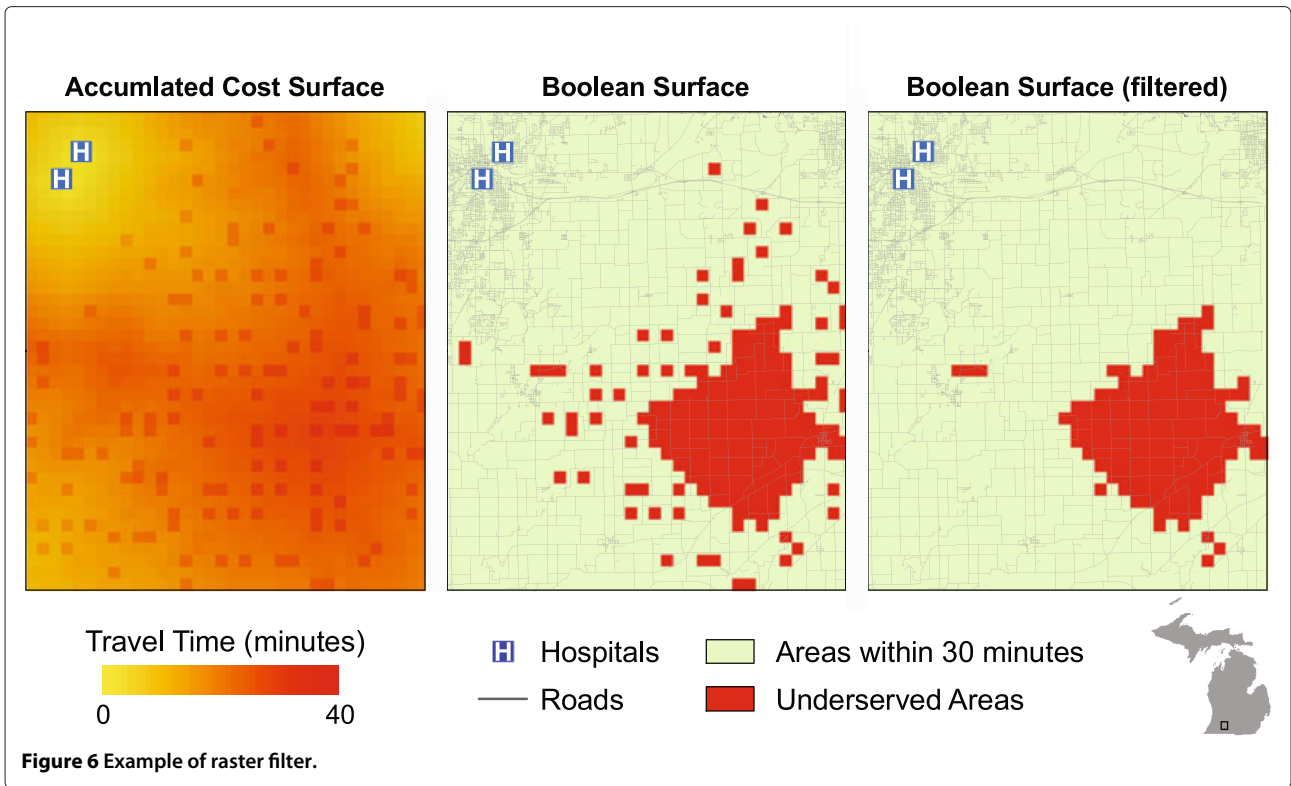 Accumlated Cost Surface
Boolean Surface
Boolean Surface (filtered)
H
H
H
H
H
H
Travel Time (minutes)
0
40
H Hospitals
Roads
Areas within 30 minutes
Underserved Areas
Figure 6 Example of raster filter.